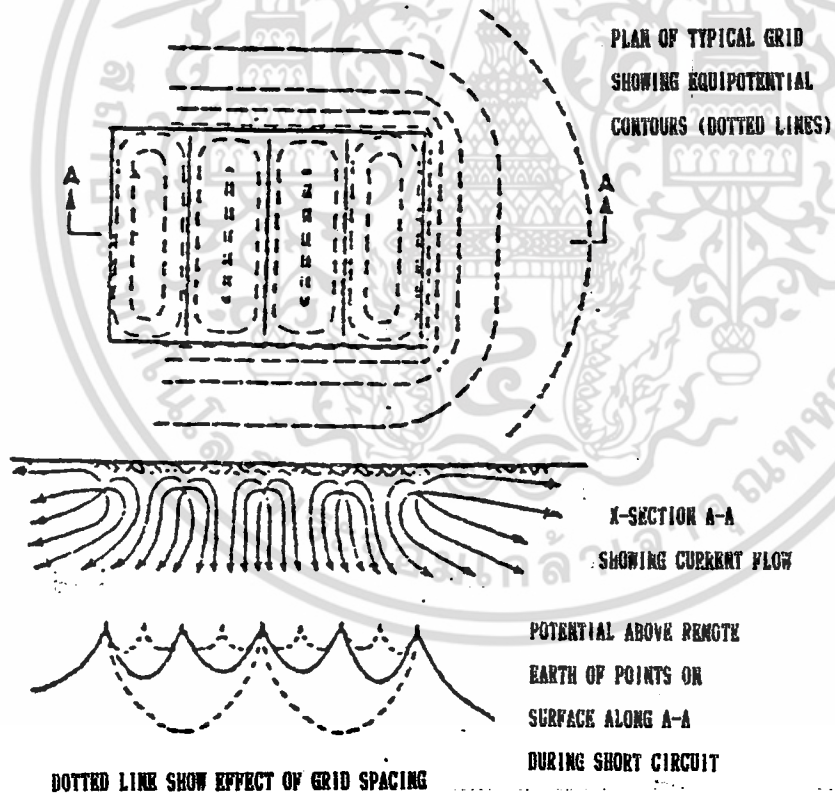 PLAN OF TYPICAL GRID
SHOWING EQUIPOTENTIAL
CONTOURS (DOTTED LINES)
A
A
X-SECTION A-A
SHOWING CURRENT FLOW
POTENTIAL ABOVE REMOTE
EARTH OF POINTS ON
SURFACE ALONG A-A
DURING SHORT CIRCUIT
DOTTED LINE SHOW EFFECT OF GRID SPACING